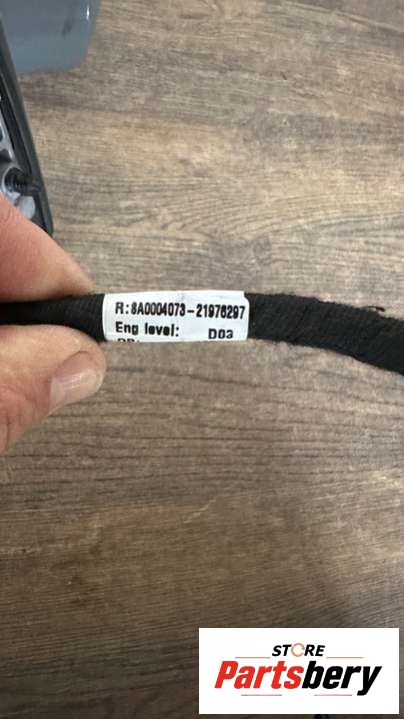 R:8A0004073-21976297
Eng level: D03
STORE
Partsbery